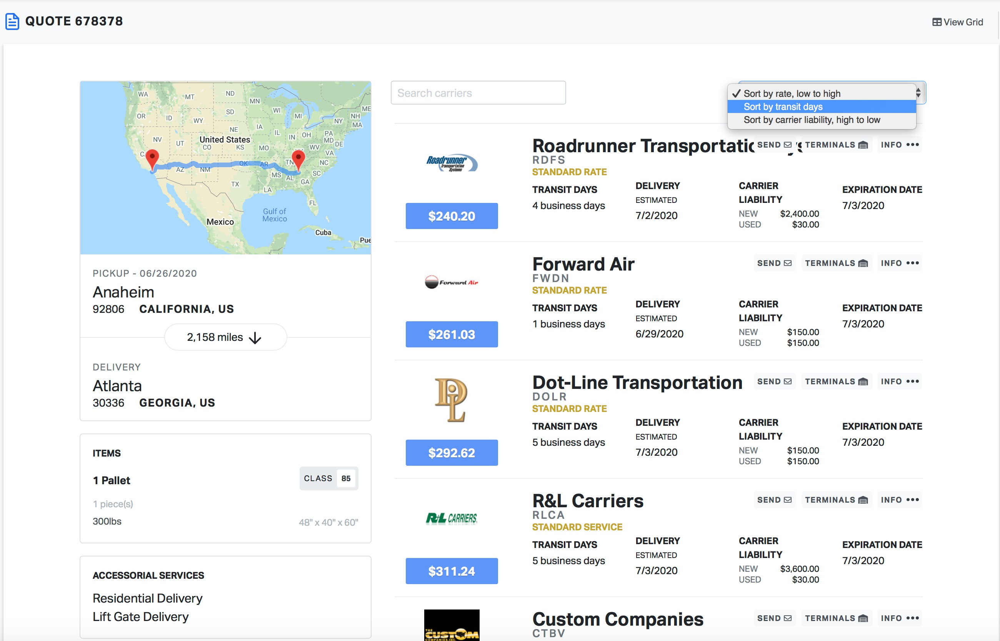 QUOTE 678378
View Grid
WA
MT
ND
MN
OR
ID
WY
SD
WI
MI
ME
NH
NY
MA
NE
IA
NV
UT
United States
CO
KS
IL
IN
OH
PA
MD
DE
MO
WV
VA
OK
AR
TN
NC
AZ
NM
MS
AL
SC
GA
TX
LA
FL
Gulf of
Mexico
Mexico
Cuba
PICKUP - 06/26/2020
Anaheim
92806 CALIFORNIA, US
2,158 miles
DELIVERY
Atlanta
30336 GEORGIA, US
ITEMS
1 Pallet
CLASS 85
1 piece(s)
300lbs
48" x 40" x 60"
ACCESSORIAL SERVICES
Residential Delivery
Lift Gate Delivery
Search carriers
Sort by rate, low to high
Sort by transit days
Sort by carrier liability, high to low
Roadrunner
Transportation
Systems
Roadrunner
SEND
TERMINALS
INFO
RDFS
STANDARD RATE
TRANSIT DAYS
4 business days
DELIVERY
ESTIMATED
7/2/2020
CARRIER
LIABILITY
NEW $2,400.00
USED $30.00
EXPIRATION DATE
7/3/2020
$240.20
Forward Air
Forward Air
SEND
TERMINALS
INFO
FWDN
STANDARD RATE
TRANSIT DAYS
1 business days
DELIVERY
ESTIMATED
6/29/2020
CARRIER
LIABILITY
NEW $150.00
USED $150.00
EXPIRATION DATE
7/3/2020
$261.03
DL
Dot-Line Transportation
SEND
TERMINALS
INFO
DOLR
STANDARD RATE
TRANSIT DAYS
5 business days
DELIVERY
ESTIMATED
7/3/2020
CARRIER
LIABILITY
NEW $150.00
USED $150.00
EXPIRATION DATE
7/3/2020
$292.62
R+L CARRIERS.
R&L Carriers
SEND
TERMINALS
INFO
RLCA
STANDARD SERVICE
TRANSIT DAYS
5 business days
DELIVERY
ESTIMATED
7/3/2020
CARRIER
LIABILITY
NEW $3,600.00
USED $30.00
EXPIRATION DATE
7/3/2020
$311.24
THE
CUSTOM
COMPANIES, INC.
Custom Companies
SEND
TERMINALS
INFO
CTBV